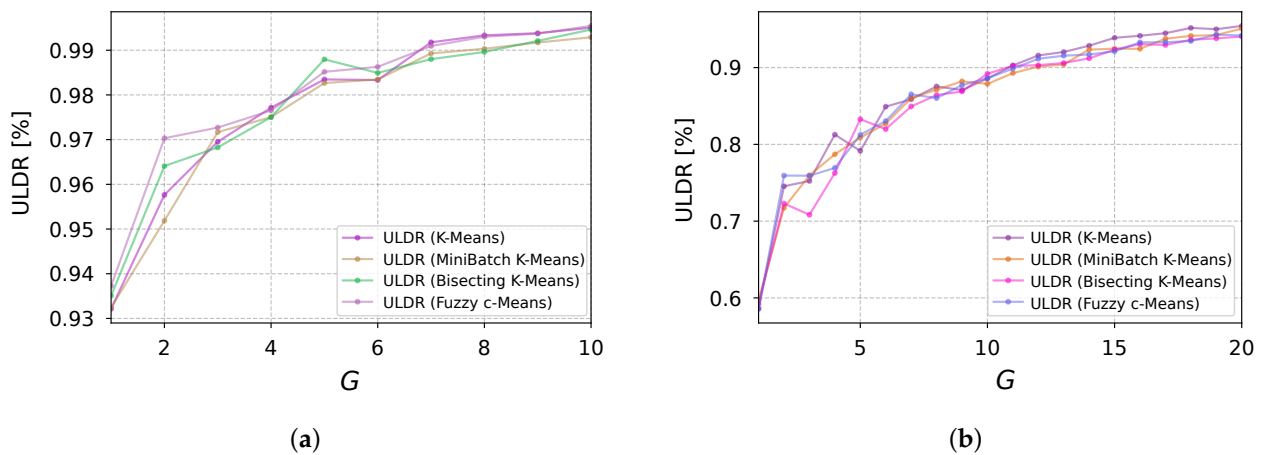 0.99
0.98
0.97
0.96
0.95
0.94
0.93
ULDR [%]
ULDR (K-Means)
ULDR (MiniBatch K-Means)
ULDR (Bisecting K-Means)
ULDR (Fuzzy c-Means)
2 4 6 8 10
G
(a)
0.9
0.8
0.7
0.6
ULDR [%]
ULDR (K-Means)
ULDR (MiniBatch K-Means)
ULDR (Bisecting K-Means)
ULDR (Fuzzy c-Means)
5 10 15 20
G
(b)